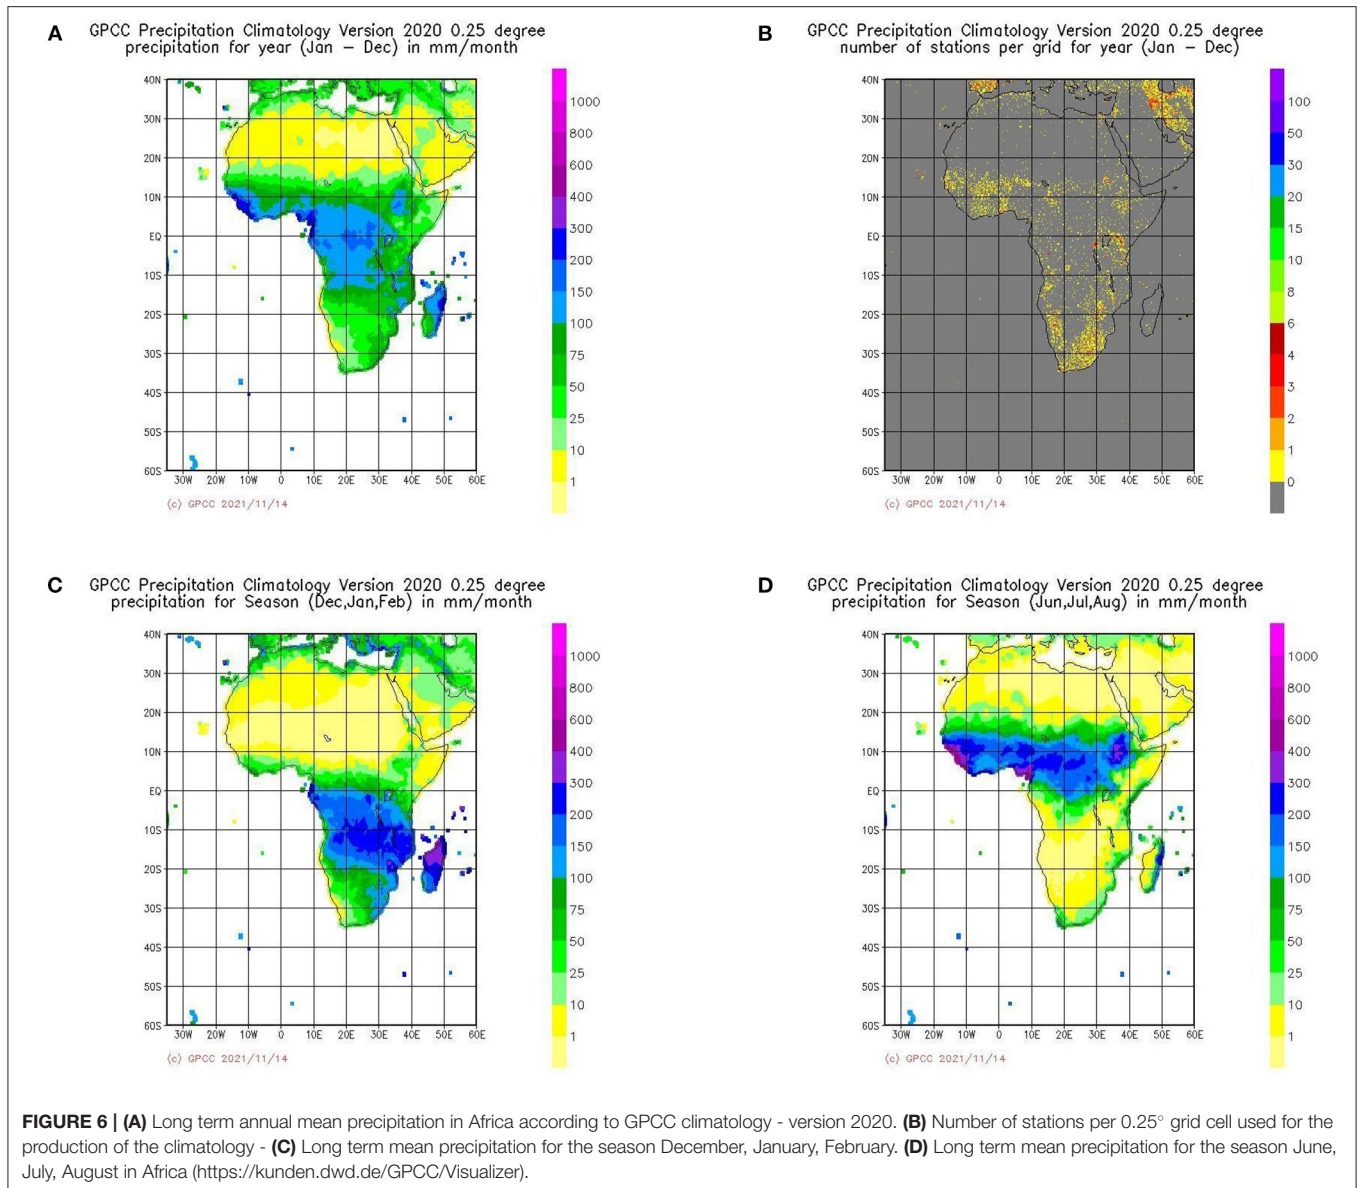 A
GPCC Precipitation Climatology Version 2020 0.25 degree
precipitation for year (Jan – Dec) in mm/month
40N
30N
20N
10N
EQ
10S
20S
30S
40S
50S
60S
30W 20W 10W 0 10E 20E 30E 40E 50E 60E
1000
800
600
400
300
200
150
100
75
50
25
10
1
(c) GPCC 2021/11/14
B
GPCC Precipitation Climatology Version 2020 0.25 degree
number of stations per grid for year (Jan – Dec)
40N
30N
20N
10N
EQ
10S
20S
30S
40S
50S
60S
30W 20W 10W 0 10E 20E 30E 40E 50E 60E
100
50
30
20
15
10
8
6
4
3
2
1
0
(c) GPCC 2021/11/14
C
GPCC Precipitation Climatology Version 2020 0.25 degree
precipitation for Season (Dec,Jan,Feb) in mm/month
40N
30N
20N
10N
EQ
10S
20S
30S
40S
50S
60S
30W 20W 10W 0 10E 20E 30E 40E 50E 60E
1000
800
600
400
300
200
150
100
75
50
25
10
1
(c) GPCC 2021/11/14
D
GPCC Precipitation Climatology Version 2020 0.25 degree
precipitation for Season (Jun,Jul,Aug) in mm/month
40N
30N
20N
10N
EQ
10S
20S
30S
40S
50S
60S
30W 20W 10W 0 10E 20E 30E 40E 50E 60E
1000
800
600
400
300
200
150
100
75
50
25
10
1
(c) GPCC 2021/11/14
FIGURE 6 | (A) Long term annual mean precipitation in Africa according to GPCC climatology - version 2020. (B) Number of stations per 0.25° grid cell used for the
production of the climatology - (C) Long term mean precipitation for the season December, January, February. (D) Long term mean precipitation for the season June,
July, August in Africa (https://kunden.dwd.de/GPCC/Visualizer).